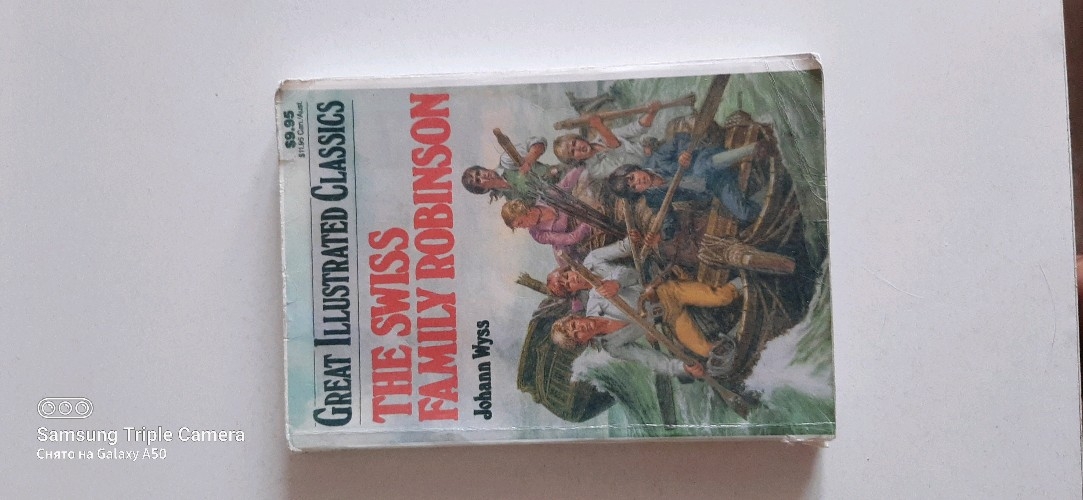 $9.95
$11.95 Can./Aust.
GREAT ILLUSTRATED CLASSICS
THE SWISS
FAMILY ROBINSON
Johann Wyss
Samsung Triple Camera
Снято на Galaxy A50